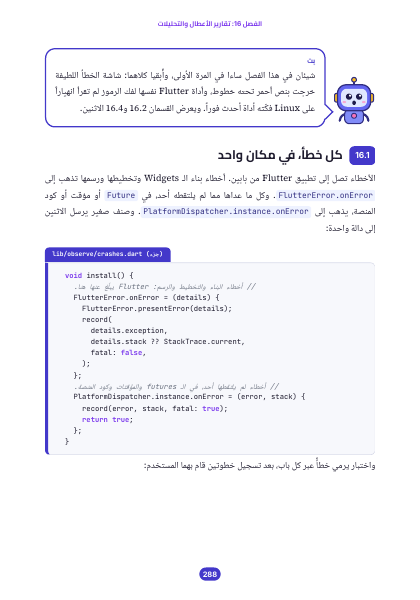 الفصل 16: تقارير الأعطال والتحليلات
بِت
شيئان في هذا الفصل ساءا في المرة الأولى، وأبقيا كلاهما: شاشة الخطأ اللطيفة
خرجت بنص أحمر تحته خطوط، وأداة Flutter نفسها لفك الرموز لم تقرأ انهياراً
على Linux فكّته أداة أحدث فوراً. ويعرض القسمان 16.2 و16.4 الاثنين.
16.1 كل خطأ، في مكان واحد
الأخطاء تصل إلى تطبيق Flutter من بابين. أخطاء بناء الـ Widgets وتخطيطها ورسمها تذهب إلى
FlutterError.onError. وكل ما عداها مما لم يلتقطه أحد، في Future أو مؤقت أو كود
المنصة، يذهب إلى PlatformDispatcher.instance.onError. وصنف صغير يرسل الاثنين
إلى دالة واحدة:
lib/observe/crashes.dart (جزء)
void install() {
// أخطاء البناء والتخطيط والرسم: Flutter يبلّغ عنها هنا.
FlutterError.onError = (details) {
FlutterError.presentError(details);
record(
details.exception,
details.stack ?? StackTrace.current,
fatal: false,
);
};
// أخطاء لم يلتقطها أحد، في الـ futures والمؤقتات وكود المنصة.
PlatformDispatcher.instance.onError = (error, stack) {
record(error, stack, fatal: true);
return true;
};
}
واختبار يرمي خطأً عبر كل باب، بعد تسجيل خطوتين قام بهما المستخدم:
288